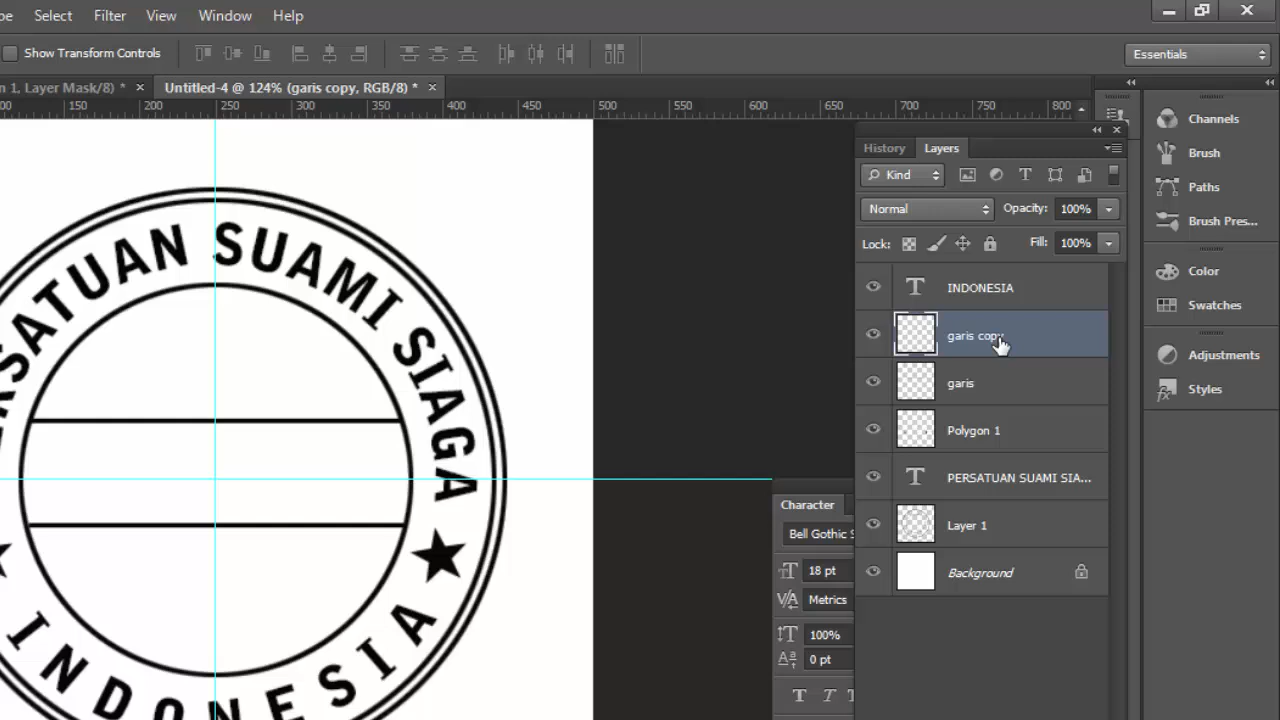 Select Filter View Window Help
Show Transform Controls
Essentials
n 1, Layer Mask/8) * × Untitled-4 @ 124% (garis copy, RGB/8) * ×
150 200 250 300 350 400 450 500 550 600 650 700 750 800
History Layers
Kind
Normal Opacity: 100%
Lock: Fill: 100%
INDONESIA
garis copy
garis
Polygon 1
PERSATUAN SUAMI SIA...
Layer 1
Background
Channels
Brush
Paths
Brush Pres...
Color
Swatches
Adjustments
Styles
Character
Bell Gothic S
18 pt
Metrics
100%
0 pt
T T
ERSATUAN SUAMI SIAGA
INDONESIA